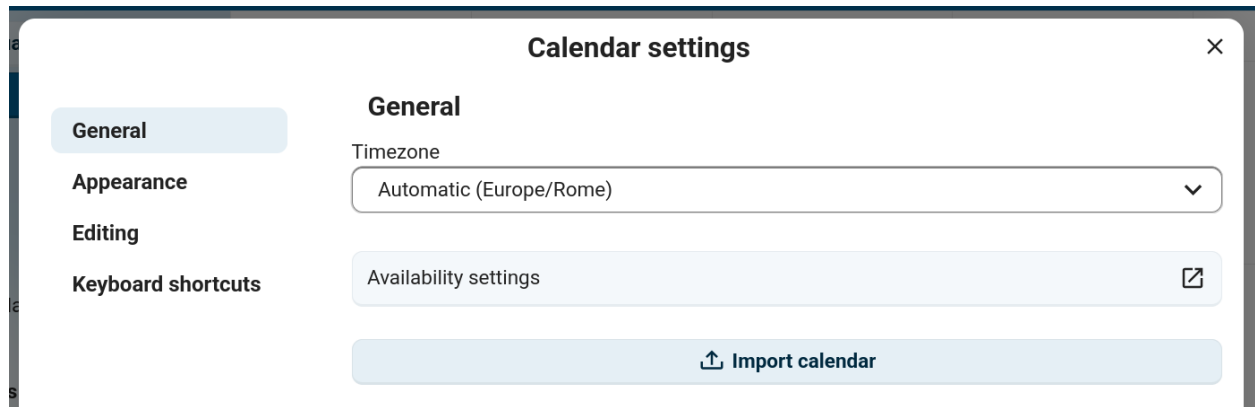 Calendar settings
General
General
Timezone
Automatic (Europe/Rome)
Appearance
Editing
Keyboard shortcuts
Availability settings
Import calendar